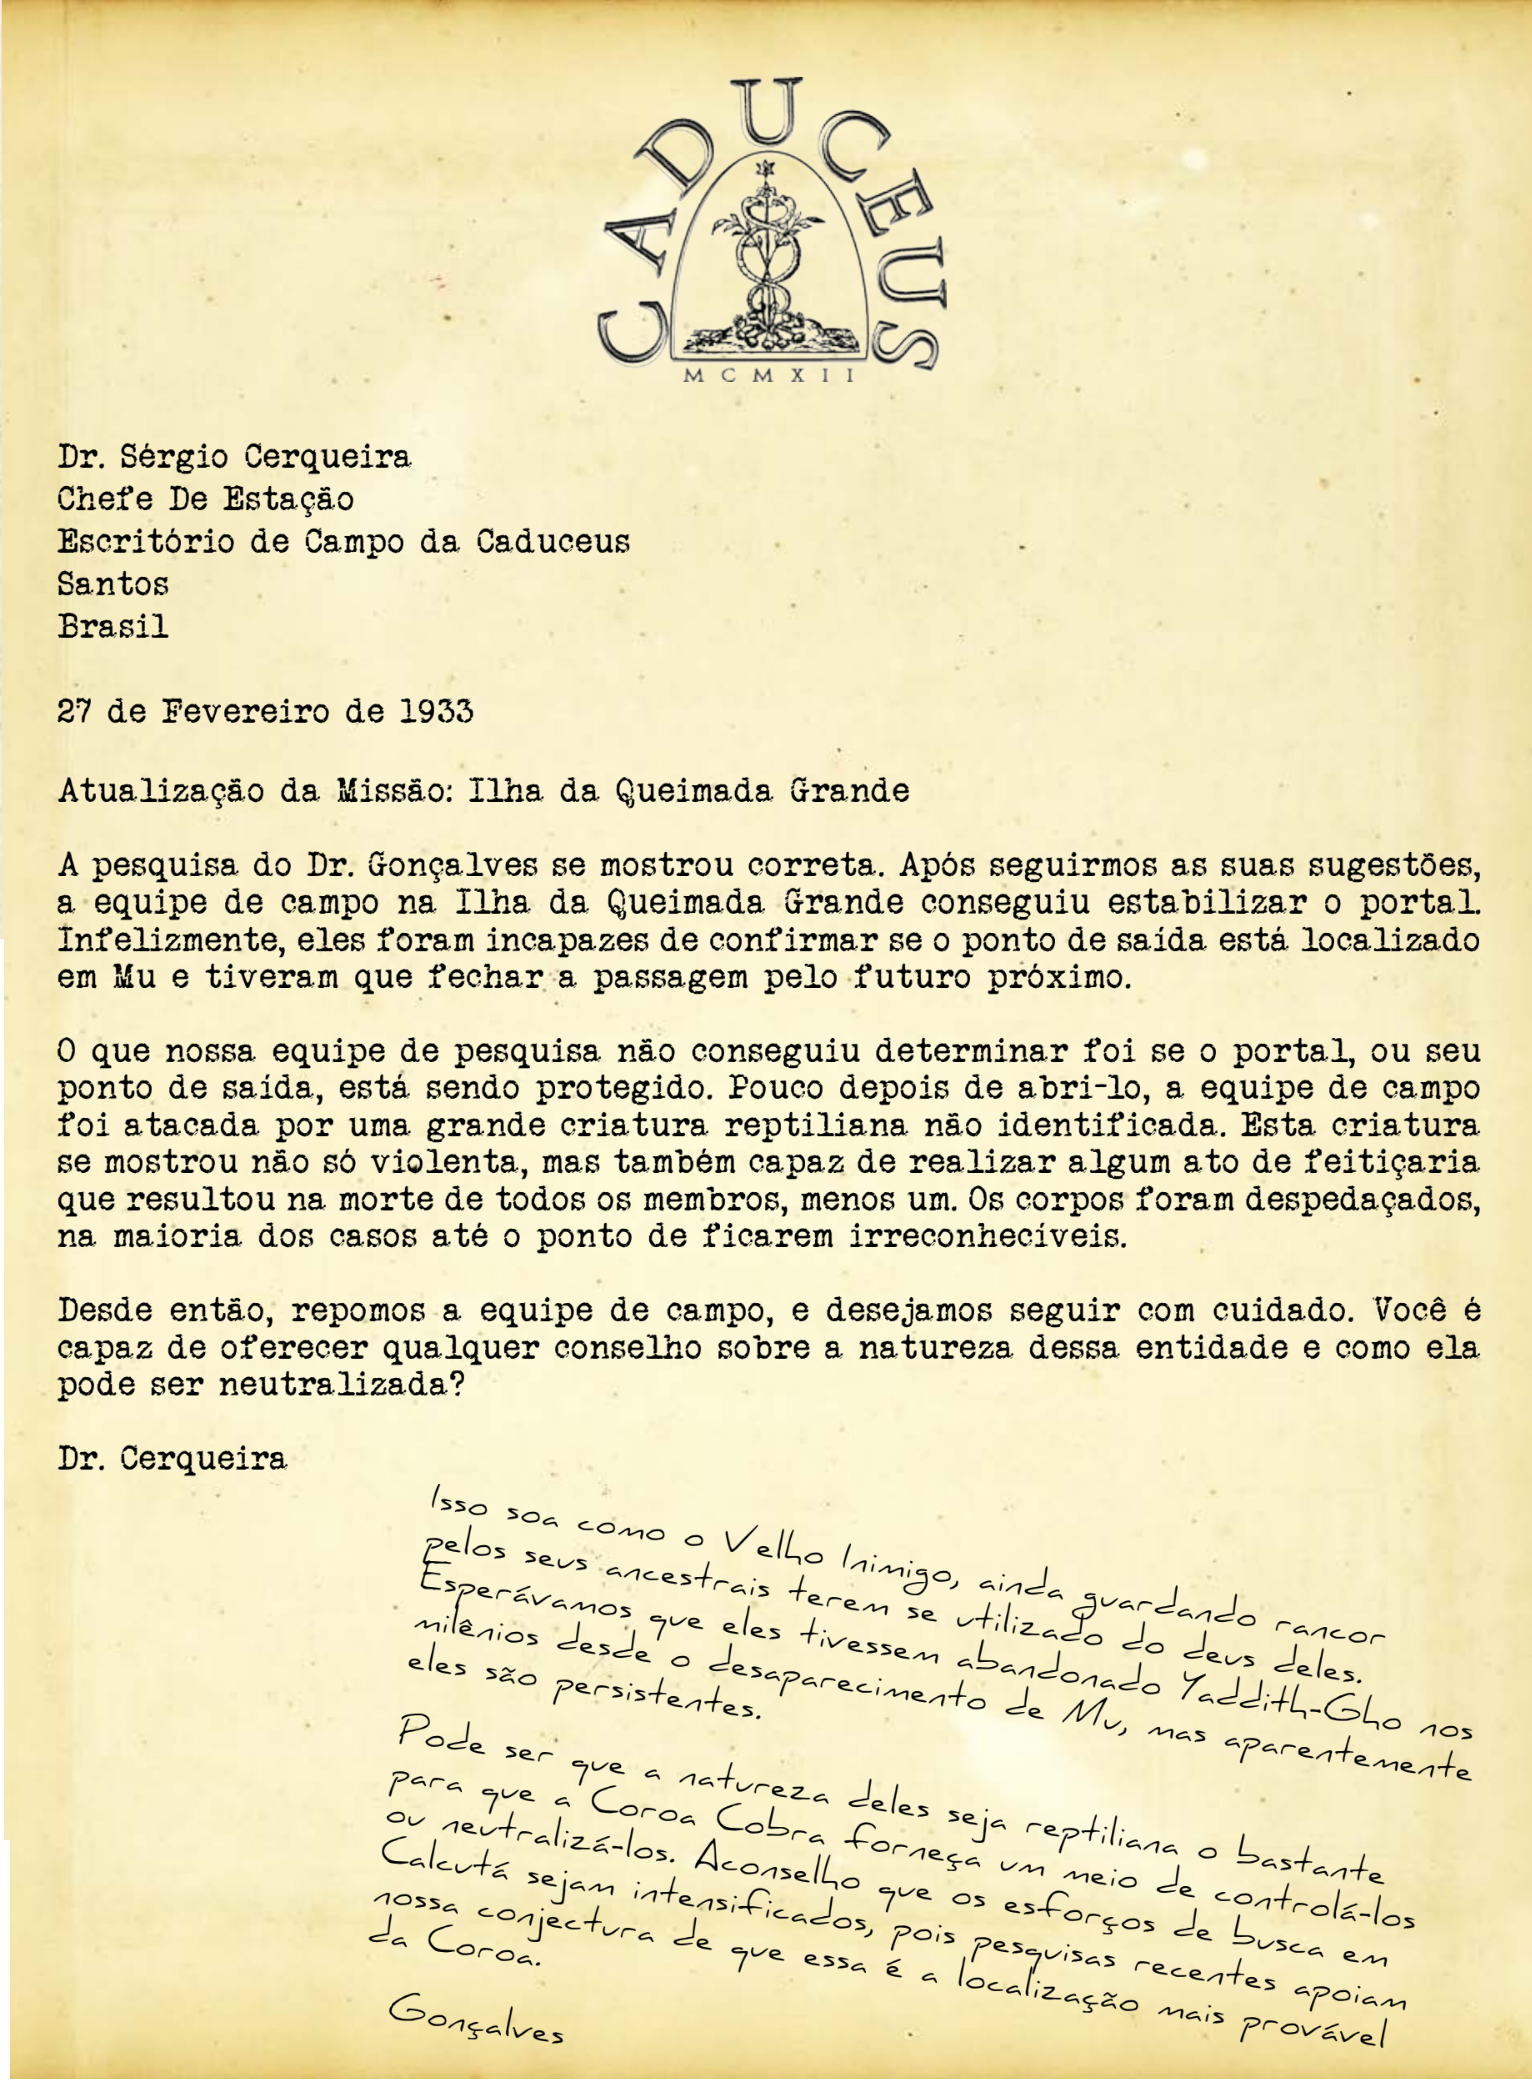 CADUCEUS
MCMXII
Dr. Sérgio Cerqueira
Chefe De Estação
Escritório de Campo da Caduceus
Santos
Brasil
27 de Fevereiro de 1933
Atualização da Missão: Ilha da Queimada Grande
A pesquisa do Dr. Gonçalves se mostrou correta. Após seguirmos as suas sugestões,
a equipe de campo na Ilha da Queimada Grande conseguiu estabilizar o portal.
Infelizmente, eles foram incapazes de confirmar se o ponto de saída está localizado
em Mu e tiveram que fechar a passagem pelo futuro próximo.
O que nossa equipe de pesquisa não conseguiu determinar foi se o portal, ou seu
ponto de saída, está sendo protegido. Pouco depois de abri-lo, a equipe de campo
foi atacada por uma grande criatura reptiliana não identificada. Esta criatura
se mostrou não só violenta, mas também capaz de realizar algum ato de feitiçaria
que resultou na morte de todos os membros, menos um. Os corpos foram despedaçados,
na maioria dos casos até o ponto de ficarem irreconhecíveis.
Desde então, repomos a equipe de campo, e desejamos seguir com cuidado. Você é
capaz de oferecer qualquer conselho sobre a natureza dessa entidade e como ela
pode ser neutralizada?
Dr. Cerqueira
Isso soa como o Velho Inimigo, ainda guardando rancor
pelos seus ancestrais terem se utilizado do deus deles.
Esperávamos que eles tivessem abandonado Yaddith-Gho nos
milênios desde o desaparecimento de Mu, mas aparentemente
eles são persistentes.
Pode ser que a natureza deles seja reptiliana o bastante
para que a Coroa Cobra forneça um meio de controlá-los
ou neutralizá-los. Aconselho que os esforços de busca em
Calcutá sejam intensificados, pois pesquisas recentes apoiam
nossa conjectura de que essa é a localização mais provável
da Coroa.
Gonçalves